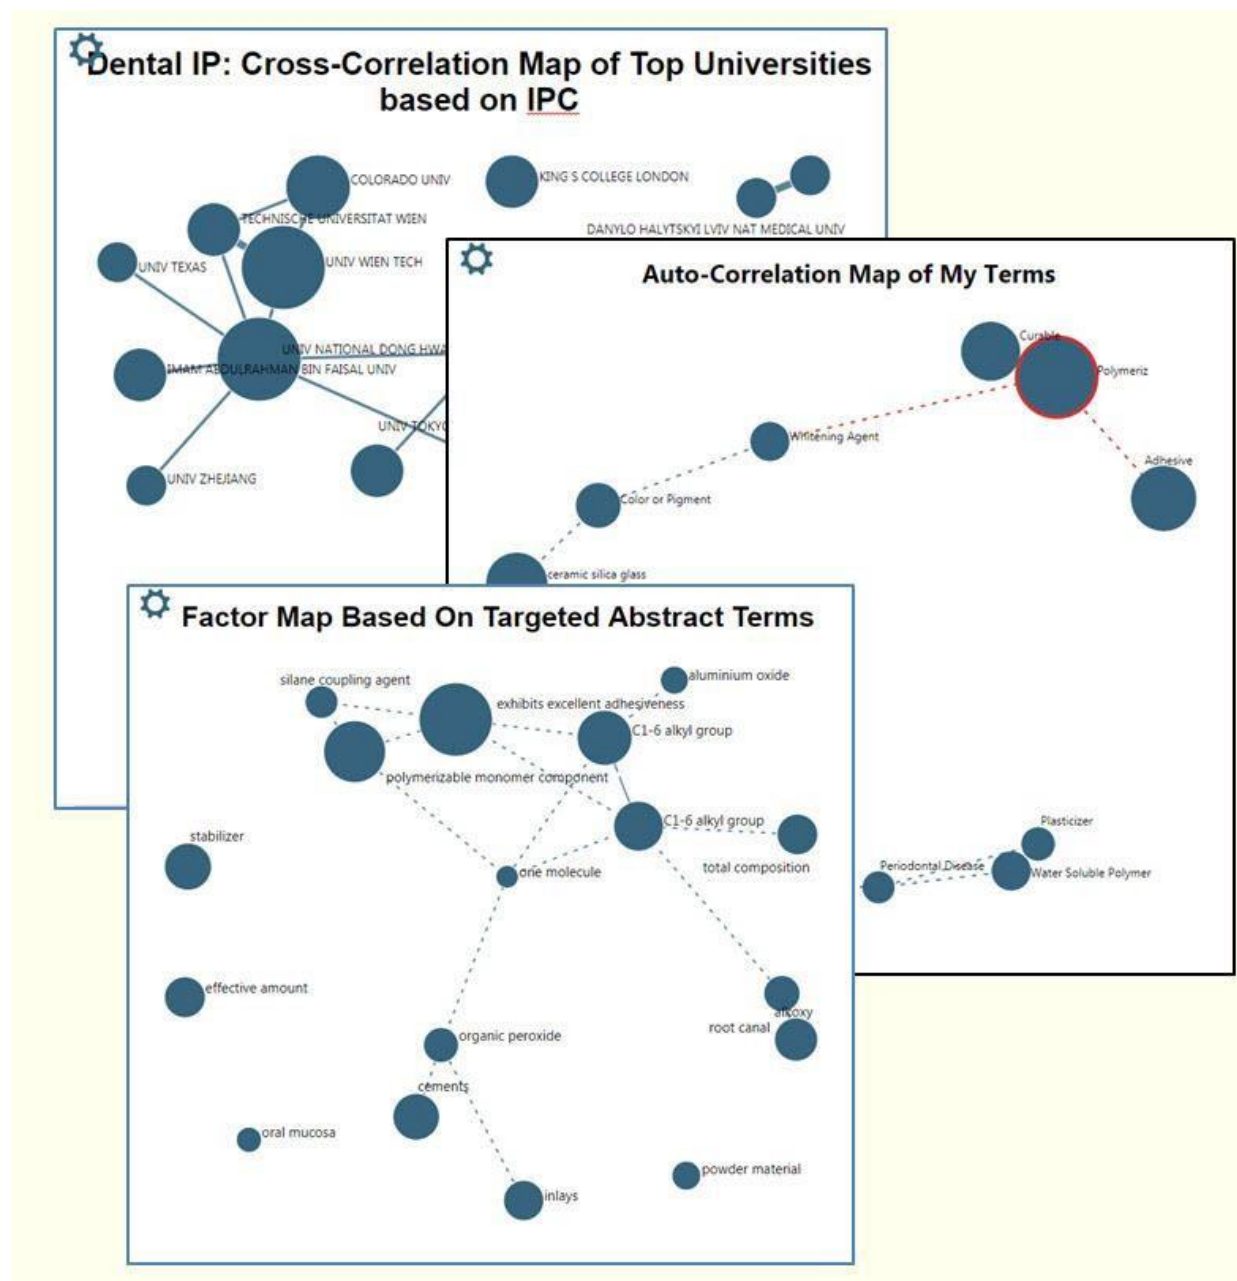 Dental IP: Cross-Correlation Map of Top Universities
based on IPC
COLORADO UNIV
KING S COLLEGE LONDON
TECHNISCHE UNIVERSITAT WIEN
DANYLO HALYTSKYI LVIV NAT MEDICAL UNIV
UNIV TEXAS
UNIV WIEN TECH
UNIV NATIONAL DONG HWA
IMAM ABDULRAHMAN BIN FAISAL UNIV
UNIV TOKYO
UNIV ZHEJIANG
Auto-Correlation Map of My Terms
Curable
Polymeriz
Whitening Agent
Adhesive
Color or Pigment
ceramic silica glass
Plasticizer
Periodontal Disease
Water Soluble Polymer
Factor Map Based On Targeted Abstract Terms
silane coupling agent
aluminium oxide
exhibits excellent adhesiveness
C1-6 alkyl group
polymerizable monomer component
C1-6 alkyl group
stabilizer
total composition
one molecule
effective amount
alkoxy
root canal
organic peroxide
cements
oral mucosa
powder material
inlays